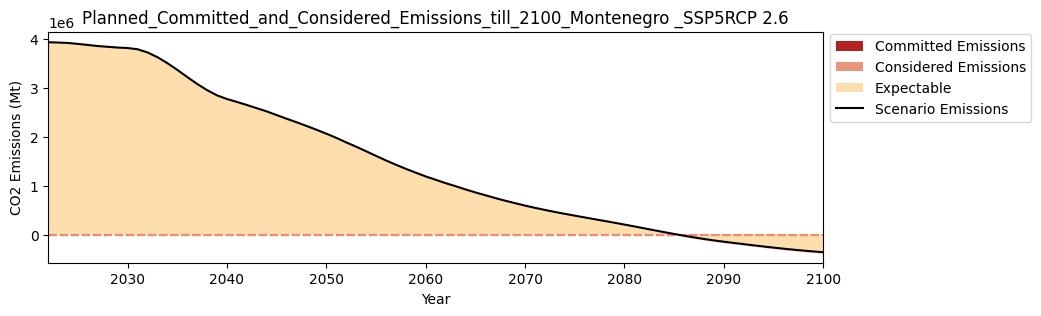 Planned_Committed_and_Considered_Emissions_till_2100_Montenegro _SSP5RCP 2.6
1e6
4
3
2
1
0
CO2 Emissions (Mt)
2030 2040 2050 2060 2070 2080 2090 2100
Year
Committed Emissions
Considered Emissions
Expectable
Scenario Emissions